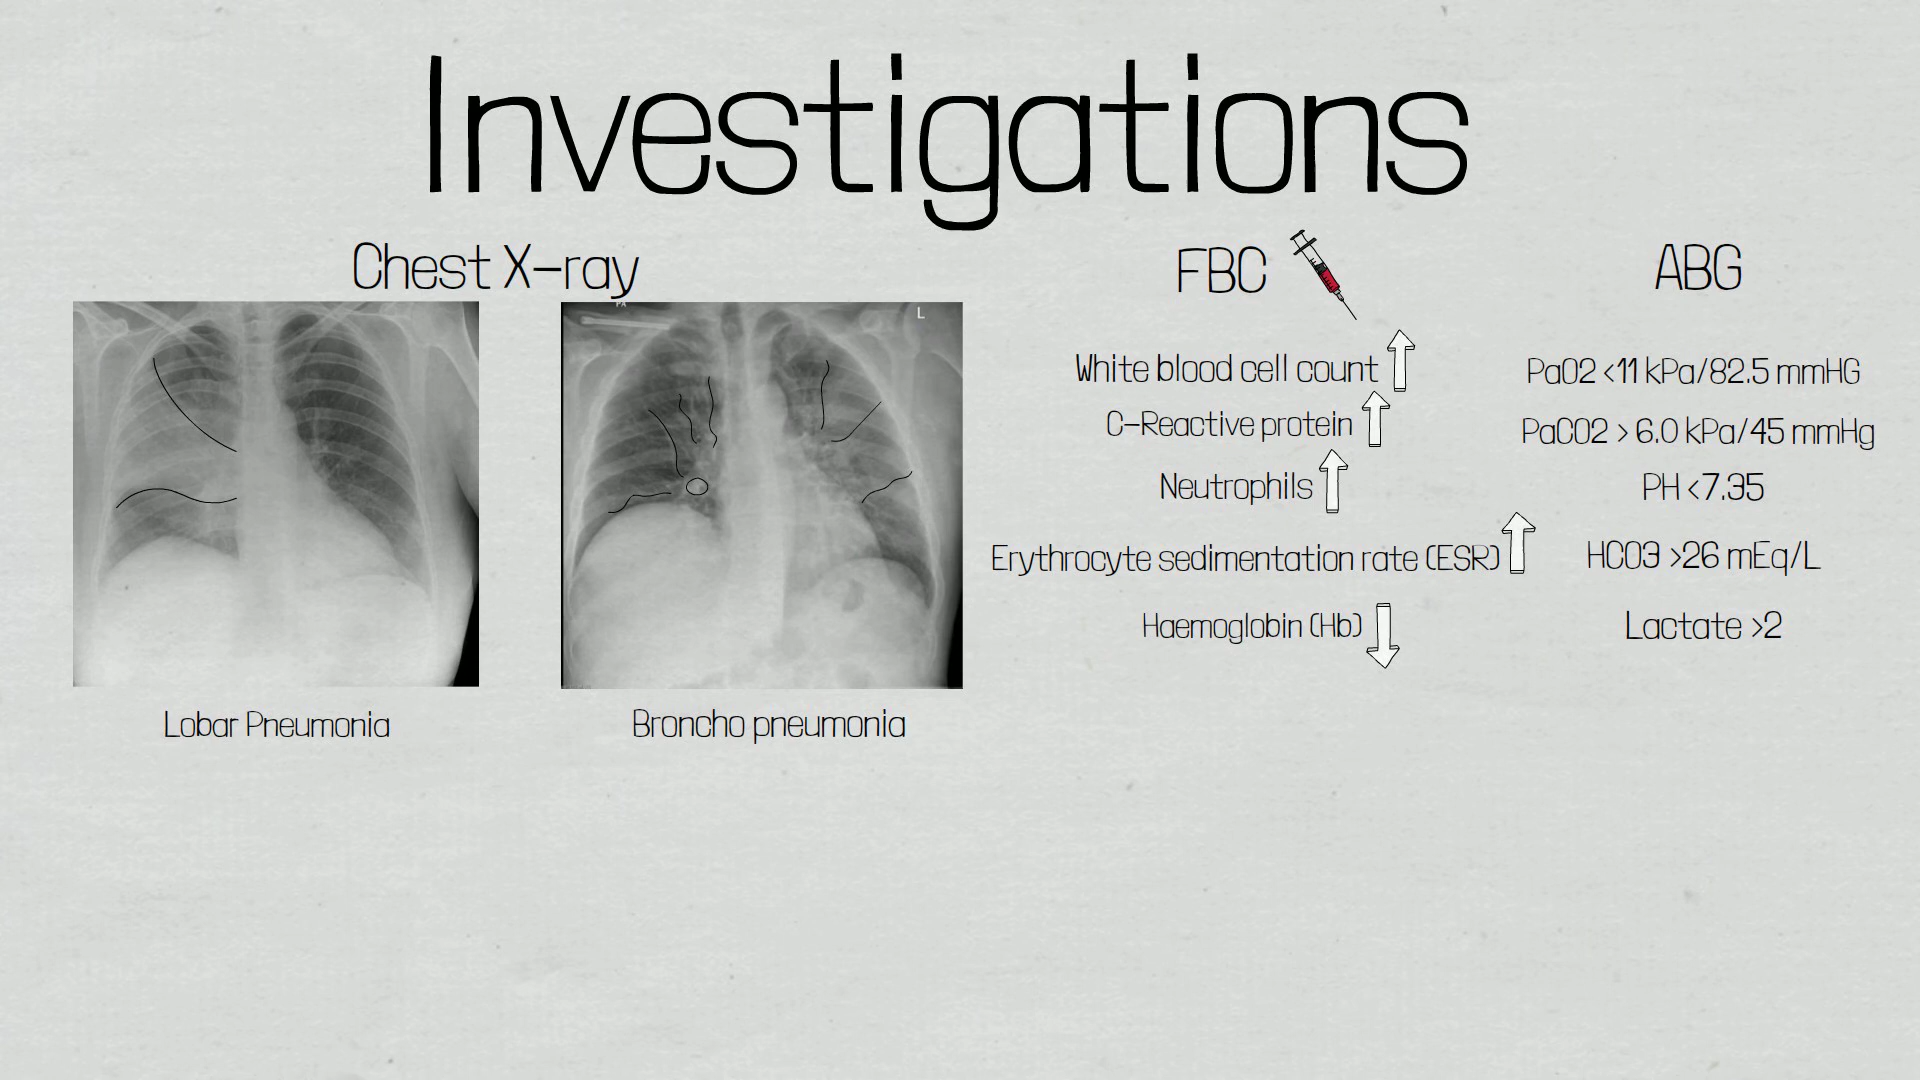 Investigations
Chest X-ray
PA
L
Lobar Pneumonia
Broncho pneumonia
FBC
White blood cell count
C-Reactive protein
Neutrophils
Erythrocyte sedimentation rate (ESR)
Haemoglobin (Hb)
ABG
PaO2 <11 kPa/82.5 mmHG
PaCO2 > 6.0 kPa/45 mmHg
PH <7.35
HCO3 >26 mEq/L
Lactate >2